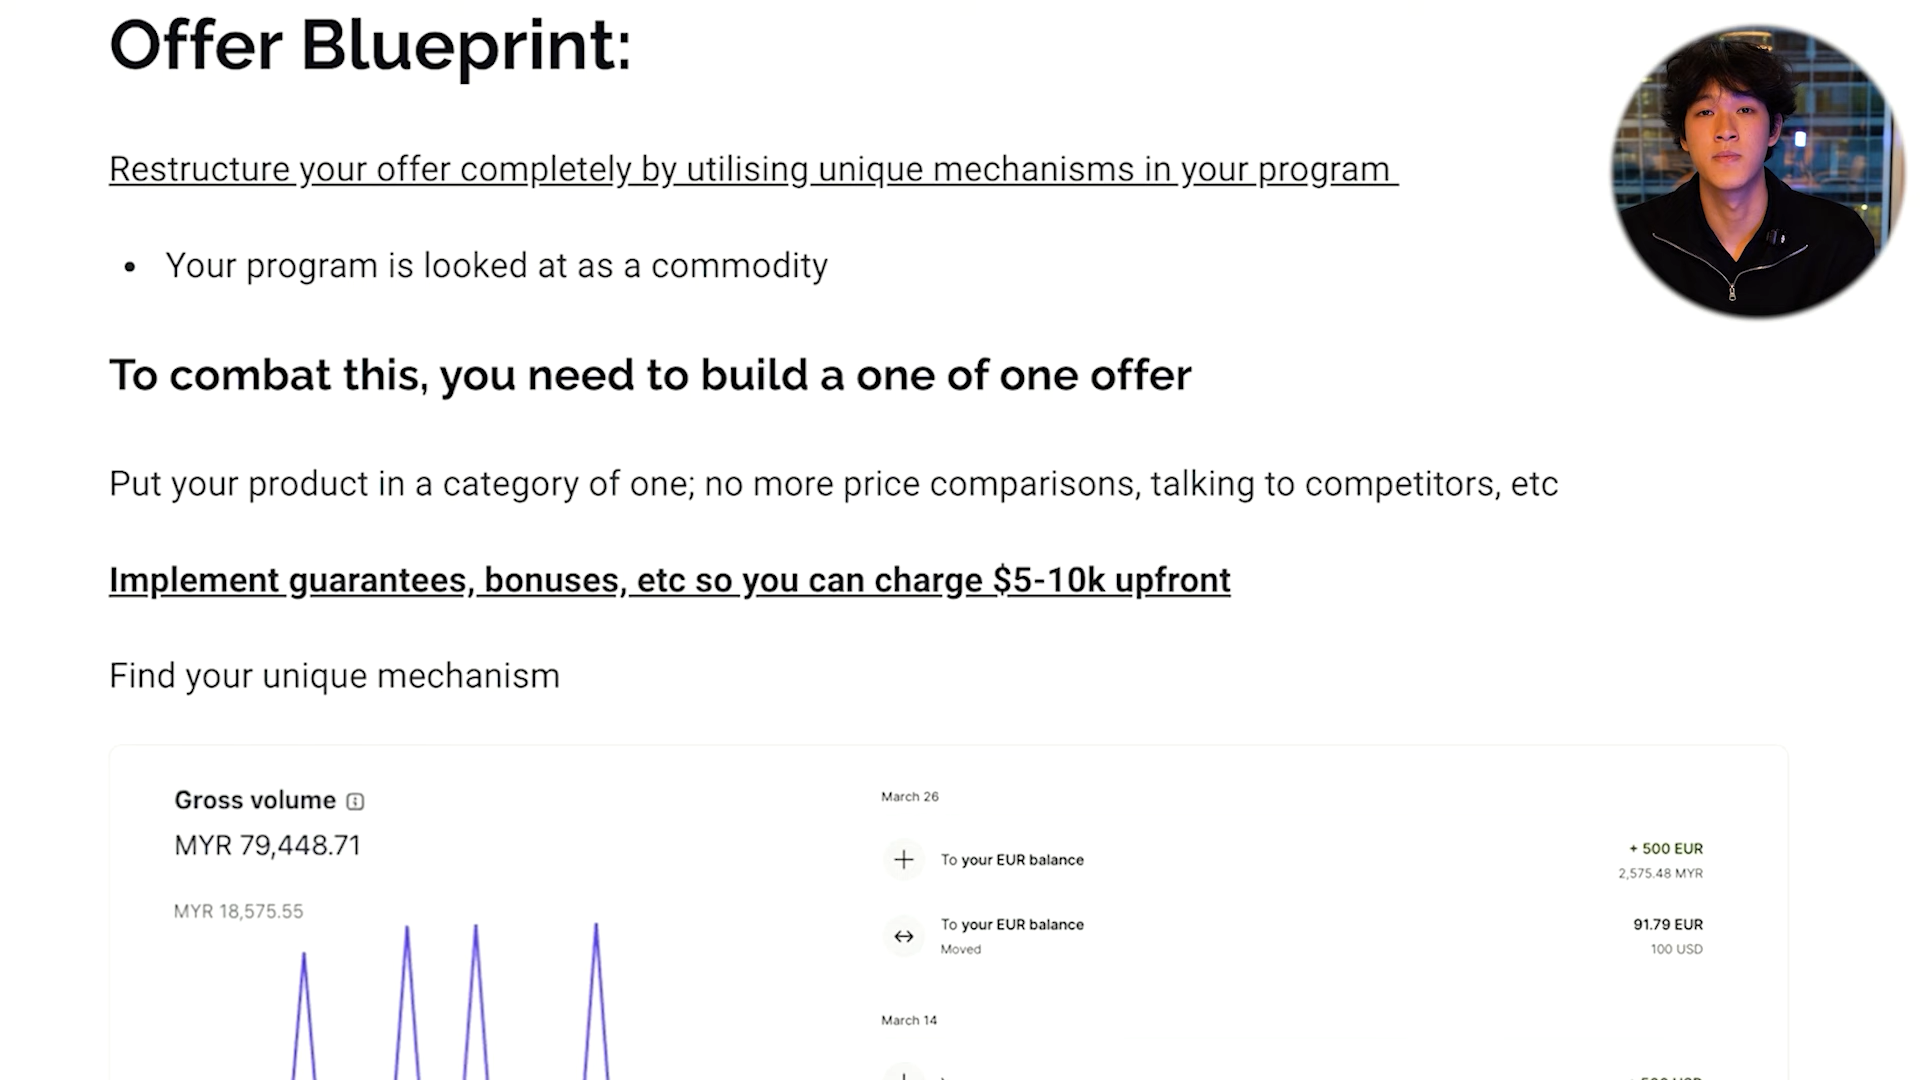 Offer Blueprint:
Restructure your offer completely by utilising unique mechanisms in your program
• Your program is looked at as a commodity
To combat this, you need to build a one of one offer
Put your product in a category of one; no more price comparisons, talking to competitors, etc
Implement guarantees, bonuses, etc so you can charge $5-10k upfront
Find your unique mechanism
Gross volume
MYR 79,448.71
MYR 18,575.55
March 26
To your EUR balance
+ 500 EUR
2,575.48 MYR
To your EUR balance
91.79 EUR
Moved
100 USD
March 14